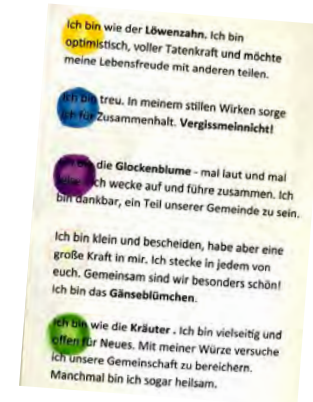 Ich bin wie der Löwenzahn. Ich bin
optimistisch, voller Tatenkraft und möchte
meine Lebensfreude mit anderen teilen.
Ich bin treu. In meinem stillen Wirken sorge
ich für Zusammenhalt. Vergissmeinnicht!
Ich bin die Glockenblume - mal laut und mal
Ich wecke auf und führe zusammen. Ich
bin dankbar, ein Teil unserer Gemeinde zu sein.
Ich bin klein und bescheiden, habe aber eine
große Kraft in mir. Ich stecke in jedem von
euch. Gemeinsam sind wir besonders schön!
Ich bin das Gänseblümchen.
Ich bin wie die Kräuter . Ich bin vielseitig und
offen für Neues. Mit meiner Würze versuche
ich unsere Gemeinschaft zu bereichern.
Manchmal bin ich sogar heilsam.